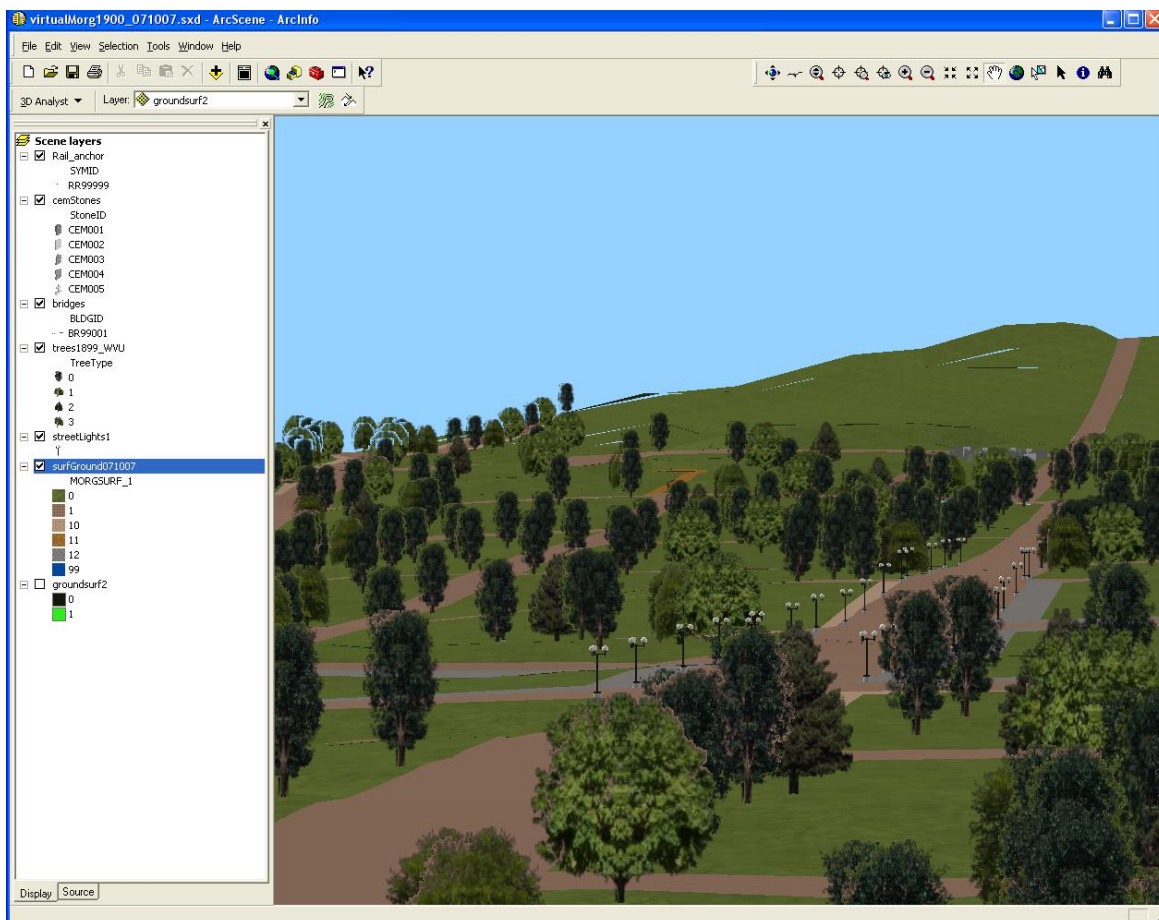 virtualMorg1900_071007.sxd - ArcScene - ArcInfo
File Edit View Selection Tools Window Help
3D Analyst Layer: groundsurf2
Scene layers
Rail_anchor
SYMID
RR99999
cemStones
StoneID
CEM001
CEM002
CEM003
CEM004
CEM005
bridges
BLDGID
BR99001
trees1899_WVU
TreeType
0
1
2
3
streetLights1
surfGround071007
MORGSURF_1
0
1
10
11
12
99
groundsurf2
0
1
Display Source